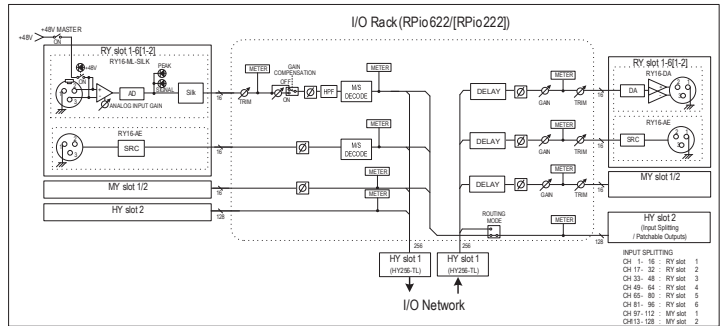 I/O Rack(RPio622/[RPio222])
+48V MASTER
+48V
ON
RY slot 1-6[1-2]
RY16-ML-SILK
+48V
ON
PEAK
SIGNAL
AD
Silk
ANALOG INPUT GAIN
16
TRIM
METER
GAIN
COMPENSATION
OFF
ON
Ø
HPF
M/S
DECODE
METER
RY16-AE
SRC
16
Ø
M/S
DECODE
METER
MY slot 1/2
16
Ø
METER
METER
HY slot 2
128
DELAY
Ø
GAIN
METER
TRIM
16
RY slot 1-6[1-2]
RY16-DA
DA
DELAY
Ø
GAIN
METER
TRIM
16
RY16-AE
SRC
DELAY
Ø
GAIN
METER
TRIM
16
MY slot 1/2
ROUTING
MODE
METER
128
HY slot 2
(Input Splitting
/ Patchable Outputs)
256
256
HY slot 1
(HY256-TL)
HY slot 1
(HY256-TL)
I/O Network
INPUT SPLITTING
CH 1- 16 : RY slot 1
CH 17- 32 : RY slot 2
CH 33- 48 : RY slot 3
CH 49- 64 : RY slot 4
CH 65- 80 : RY slot 5
CH 81- 96 : RY slot 6
CH 97- 112 : MY slot 1
CH113- 128 : MY slot 2